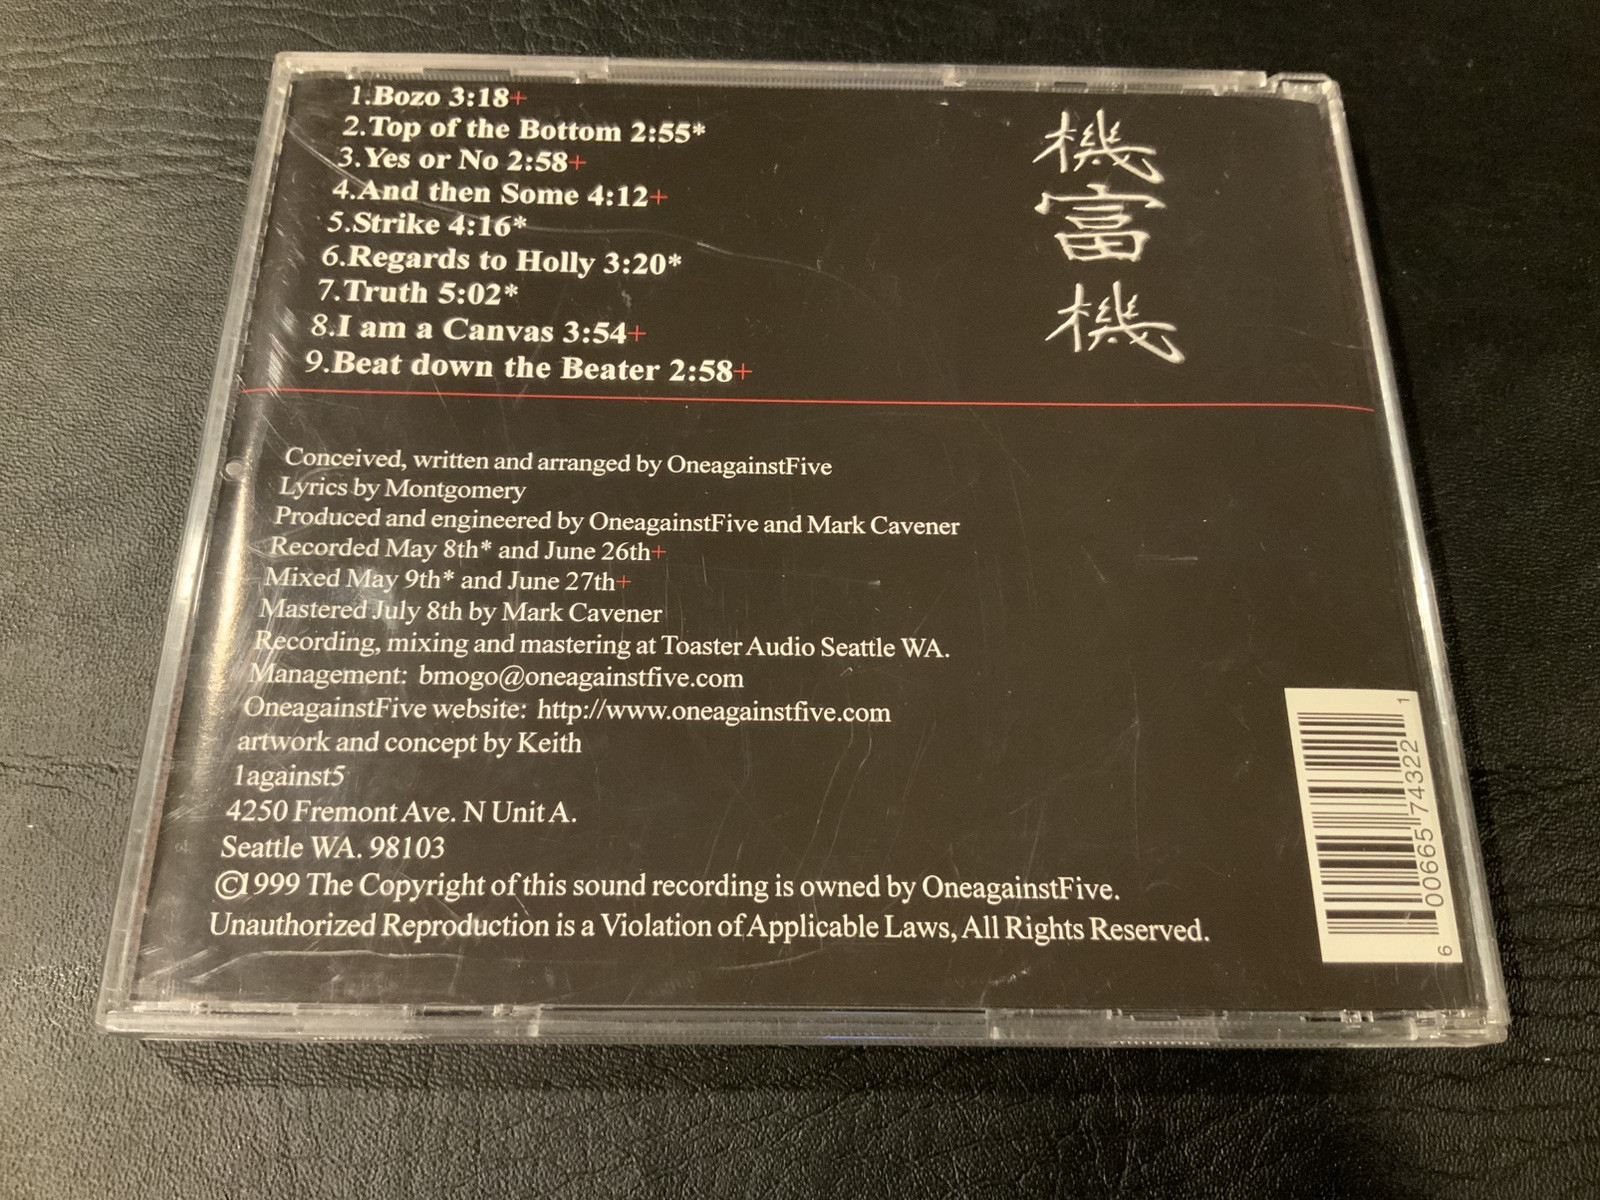 1.Bozo 3:18+
2.Top of the Bottom 2:55*
3.Yes or No 2:58+
4.And then Some 4:12+
5.Strike 4:16*
6.Regards to Holly 3:20*
7.Truth 5:02*
8.I am a Canvas 3:54+
9.Beat down the Beater 2:58+
機
富
機
Conceived, written and arranged by OneagainstFive
Lyrics by Montgomery
Produced and engineered by OneagainstFive and Mark Cavener
Recorded May 8th* and June 26th+
Mixed May 9th* and June 27th+
Mastered July 8th by Mark Cavener
Recording, mixing and mastering at Toaster Audio Seattle WA.
Management: bmogo@oneagainstfive.com
OneagainstFive website: http://www.oneagainstfive.com
artwork and concept by Keith
1against5
4250 Fremont Ave. N Unit A.
Seattle WA. 98103
©1999 The Copyright of this sound recording is owned by OneagainstFive.
Unauthorized Reproduction is a Violation of Applicable Laws, All Rights Reserved.
6 00665 74322 1